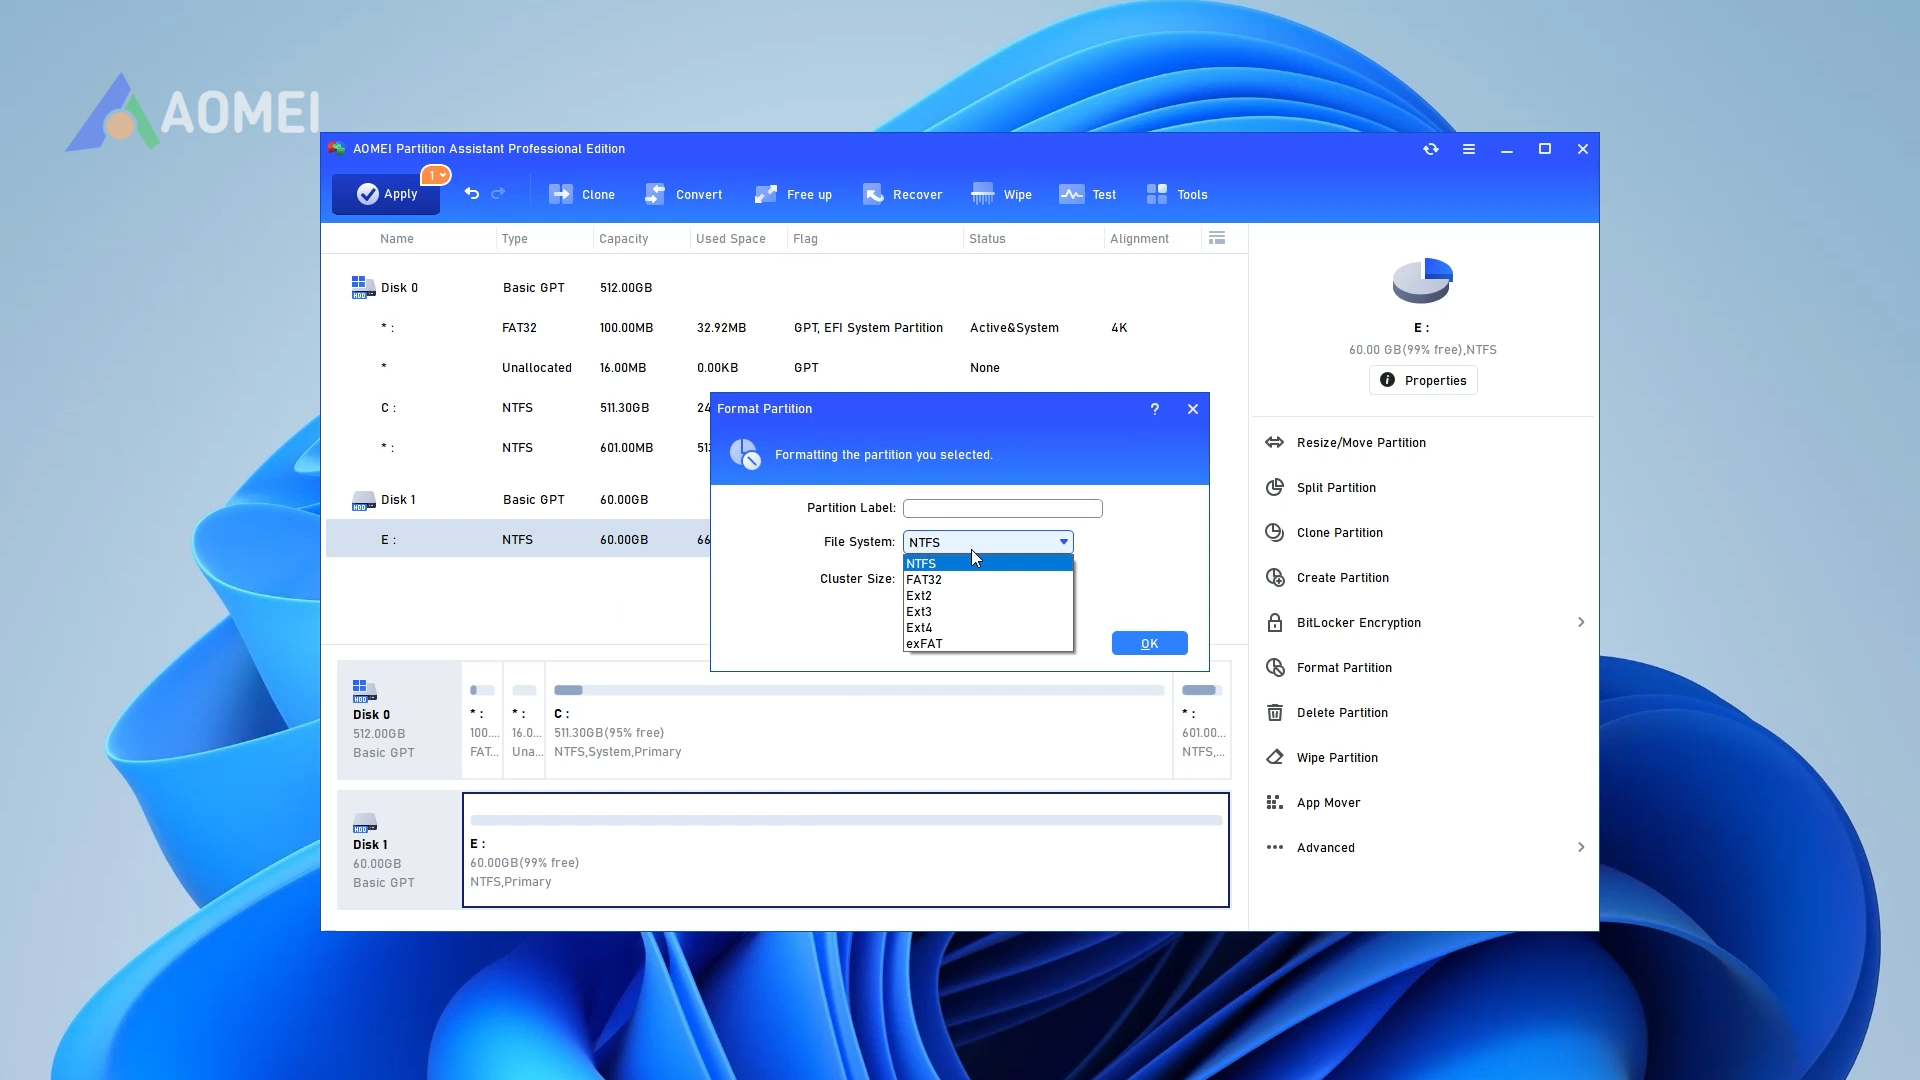 AOMEI
AOMEI Partition Assistant Professional Edition
Apply
1
Clone
Convert
Free up
Recover
Wipe
Test
Tools
Name Type Capacity Used Space Flag Status Alignment
Disk 0 Basic GPT 512.00GB
* : FAT32 100.00MB 32.92MB GPT, EFI System Partition Active&System 4K
* Unallocated 16.00MB 0.00KB GPT None
C : NTFS 511.30GB 24
* : NTFS 601.00MB 51
Disk 1 Basic GPT 60.00GB
E : NTFS 60.00GB 66
Format Partition
?
Formatting the partition you selected.
Partition Label:
File System: NTFS
NTFS
FAT32
Ext2
Ext3
Ext4
exFAT
Cluster Size:
OK
HDD
Disk 0
512.00GB
Basic GPT
* :
100....
FAT...
* :
16.0...
Una...
C :
511.30GB(95% free)
NTFS,System,Primary
* :
601.00...
NTFS,...
HDD
Disk 1
60.00GB
Basic GPT
E :
60.00GB(99% free)
NTFS,Primary
E :
60.00 GB(99% free),NTFS
Properties
Resize/Move Partition
Split Partition
Clone Partition
Create Partition
BitLocker Encryption
Format Partition
Delete Partition
Wipe Partition
App Mover
Advanced